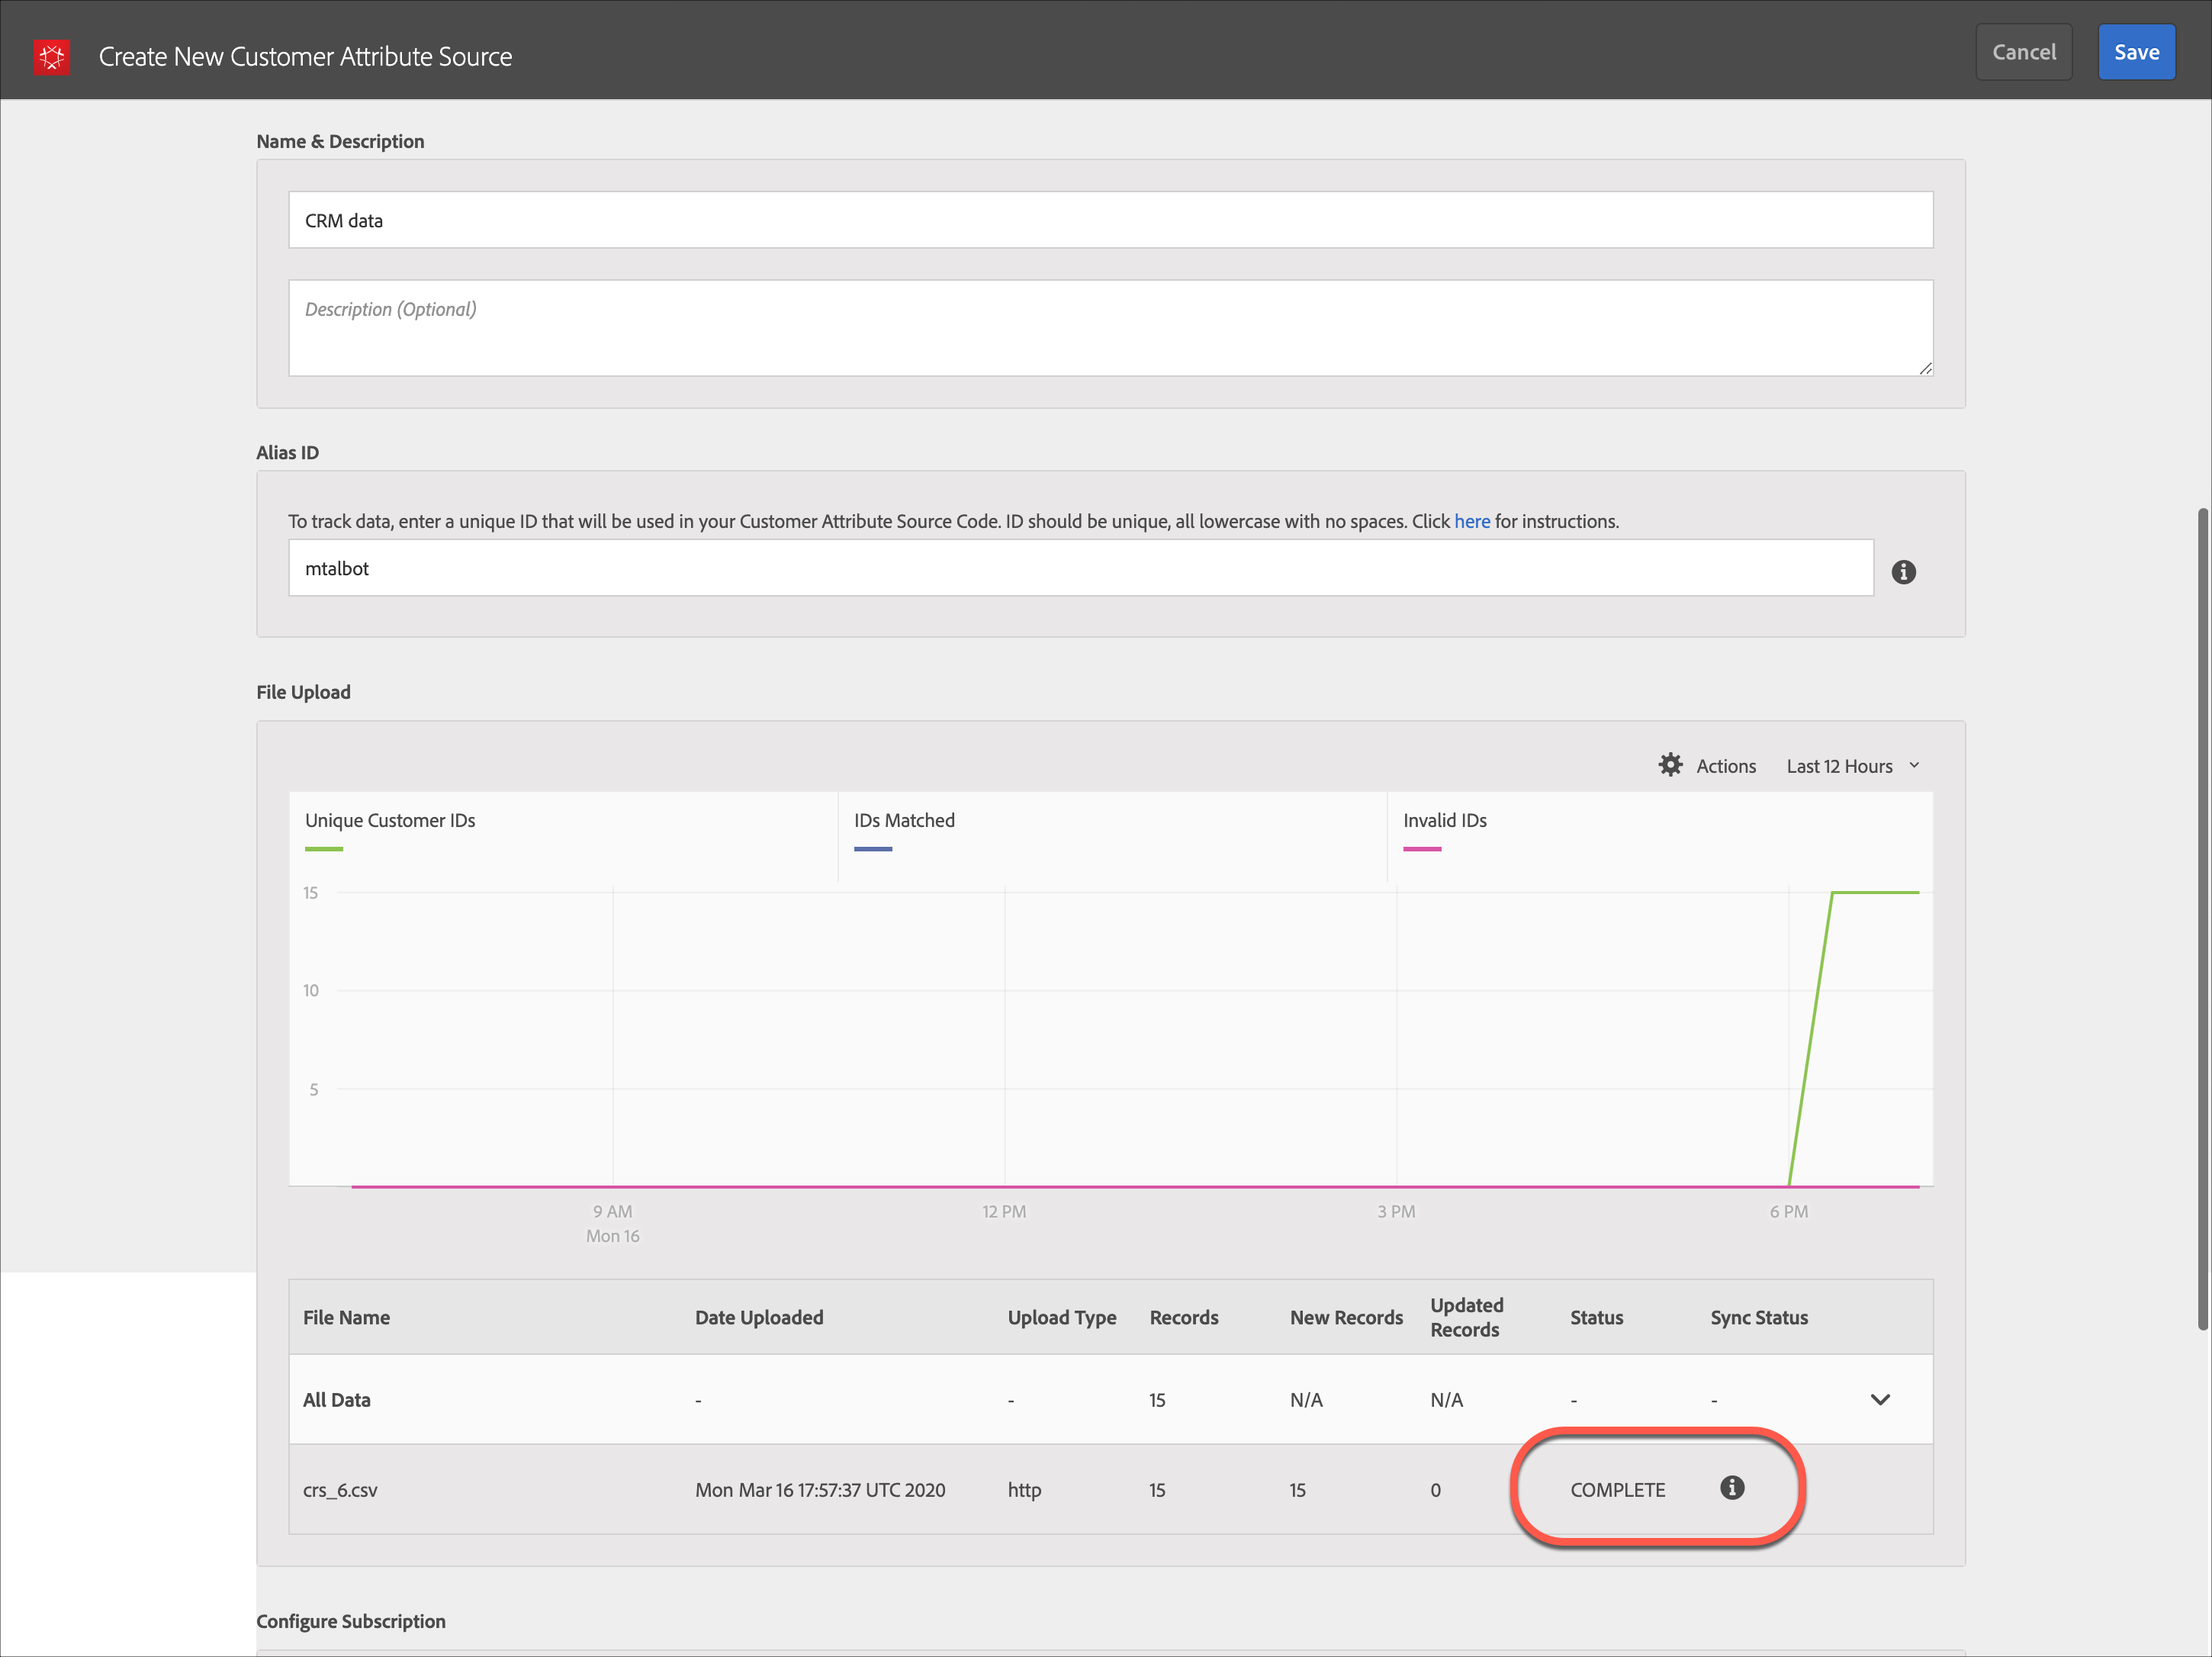 Create New Customer Attribute Source
Cancel
Save
Name & Description
CRM data
Description (Optional)
Alias ID
To track data, enter a unique ID that will be used in your Customer Attribute Source Code. ID should be unique, all lowercase with no spaces. Click here for instructions.
mtalbot
File Upload
Actions
Last 12 Hours
Unique Customer IDs
IDs Matched
Invalid IDs
15
10
5
9 AM
Mon 16
12 PM
3 PM
6 PM
File Name
Date Uploaded
Upload Type
Records
New Records
Updated
Records
Status
Sync Status
All Data
-
-
15
N/A
N/A
-
-
crs_6.csv
Mon Mar 16 17:57:37 UTC 2020
http
15
15
0
COMPLETE
Configure Subscription